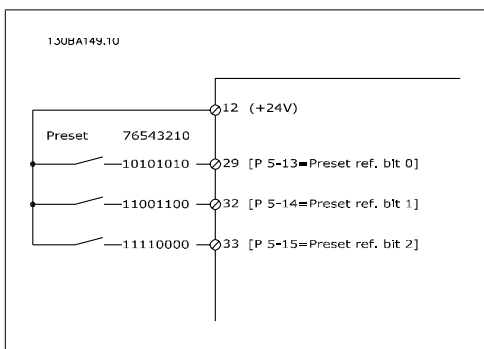 130BA149.10
12 (+24V)
Preset 76543210
10101010 29 [P 5-13=Preset ref. bit 0]
11001100 32 [P 5-14=Preset ref. bit 1]
11110000 33 [P 5-15=Preset ref. bit 2]